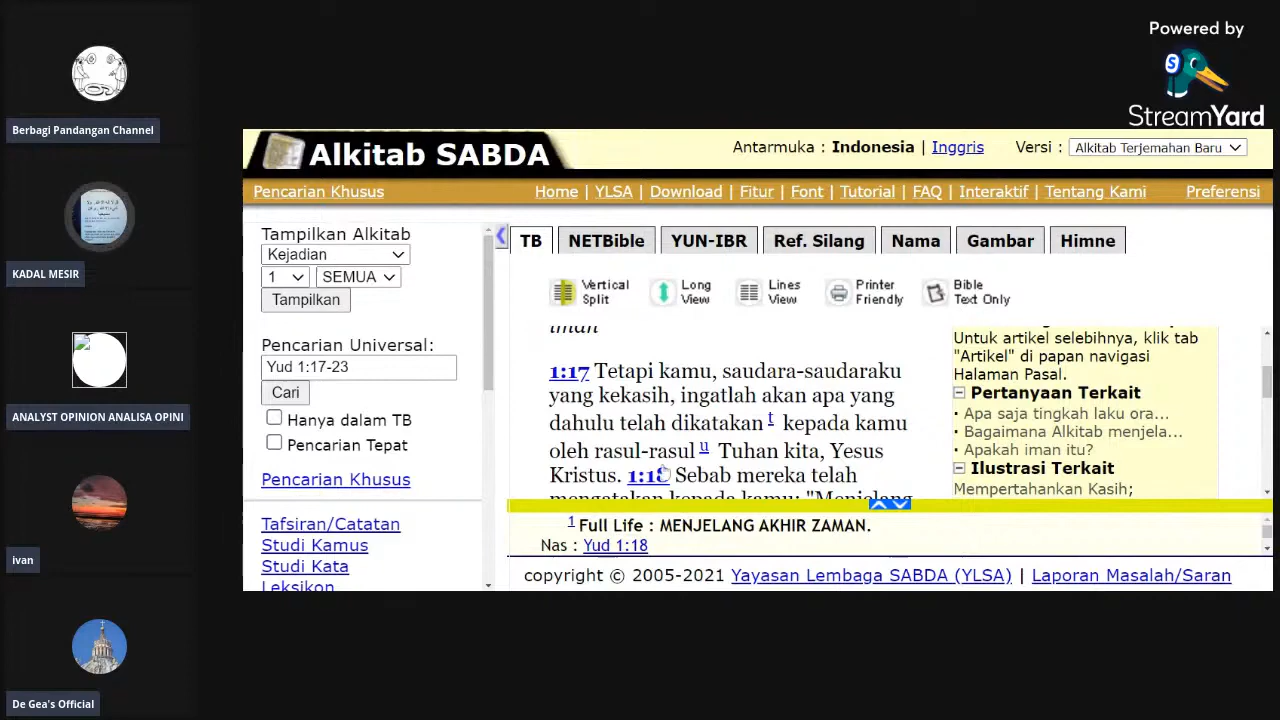 Powered by
StreamYard
Berbagi Pandangan Channel
KADAL MESIR
ANALYST OPINION ANALISA OPINI
ivan
De Gea's Official
Alkitab SABDA
Antarmuka : Indonesia | Inggris Versi : Alkitab Terjemahan Baru
Pencarian Khusus Home | YLSA | Download | Fitur | Font | Tutorial | FAQ | Interaktif | Tentang Kami Preferensi
Tampilkan Alkitab
Kejadian
1 SEMUA
Tampilkan
Pencarian Universal:
Yud 1:17-23
Cari
Hanya dalam TB
Pencarian Tepat
Pencarian Khusus
Tafsiran/Catatan
Studi Kamus
Studi Kata
Leksikon
TB NETBible YUN-IBR Ref. Silang Nama Gambar Himne
Vertical Split
Long View
Lines View
Printer Friendly
Bible Text Only
iman
1:17 Tetapi kamu, saudara-saudaraku
yang kekasih, ingatlah akan apa yang
dahulu telah dikatakan t kepada kamu
oleh rasul-rasul u Tuhan kita, Yesus
Kristus. 1:18 Sebab mereka telah
mengatakan kepada kamu: "Menjelang
Untuk artikel selebihnya, klik tab
"Artikel" di papan navigasi
Halaman Pasal.
Pertanyaan Terkait
• Apa saja tingkah laku ora...
• Bagaimana Alkitab menjela...
• Apakah iman itu?
Ilustrasi Terkait
Mempertahankan Kasih;
1 Full Life : MENJELANG AKHIR ZAMAN.
Nas : Yud 1:18
copyright © 2005-2021 Yayasan Lembaga SABDA (YLSA) | Laporan Masalah/Saran